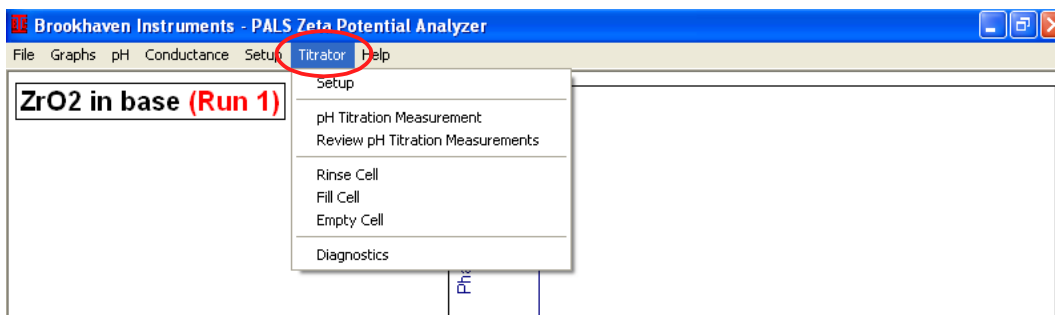 Brookhaven Instruments - PALS Zeta Potential Analyzer
File Graphs pH Conductance Setup Titrator Help
ZrO2 in base (Run 1)
Setup
pH Titration Measurement
Review pH Titration Measurements
Rinse Cell
Fill Cell
Empty Cell
Diagnostics
Pha